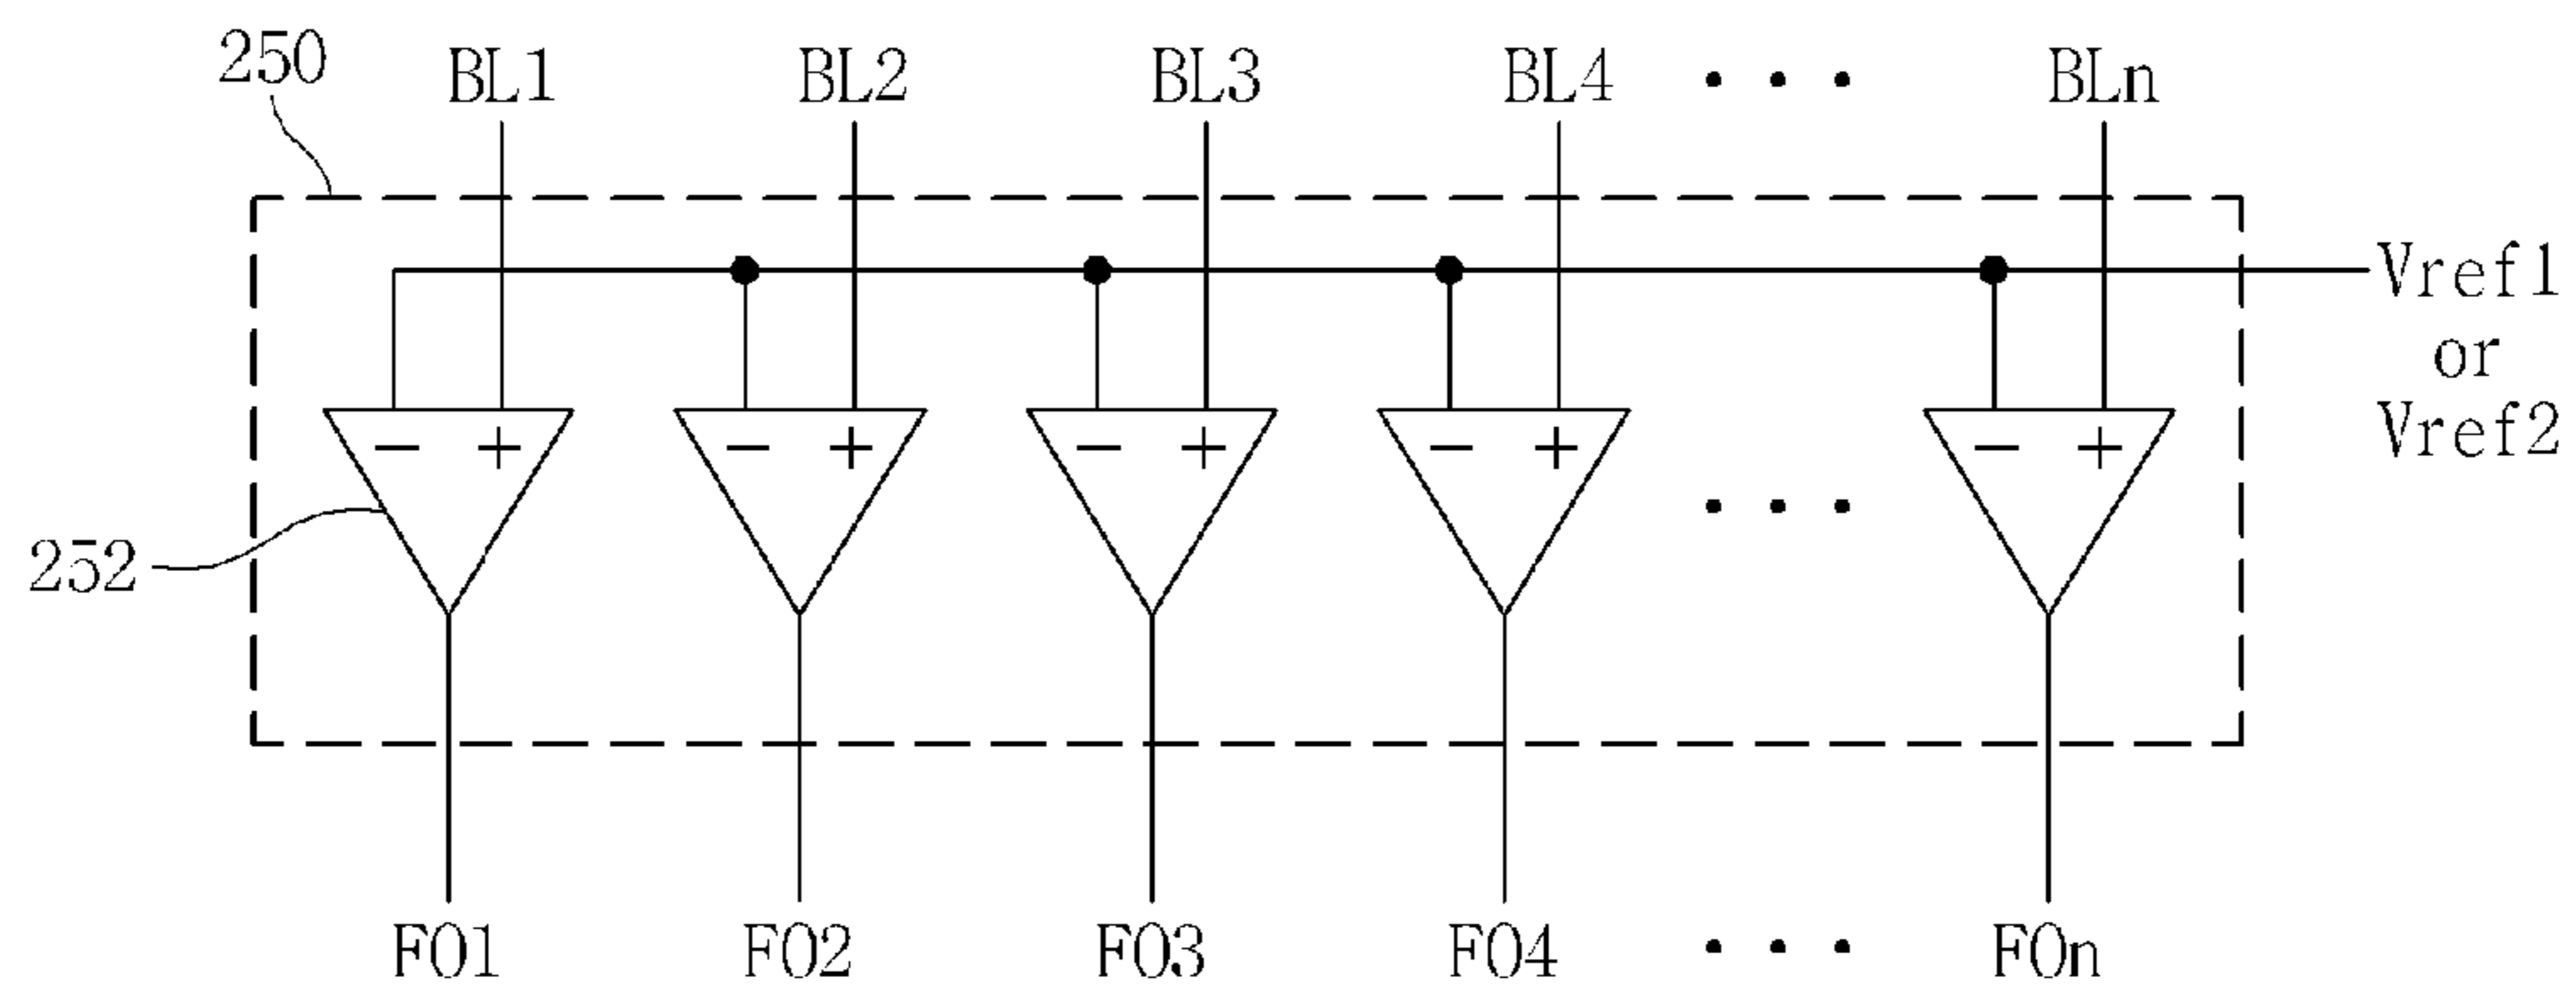 250 BL1 BL2 BL3 BL4 • • • BLn
Vref1
or
Vref2
− + − + − + − + • • • − +
252
FO1 FO2 FO3 FO4 • • • FOn